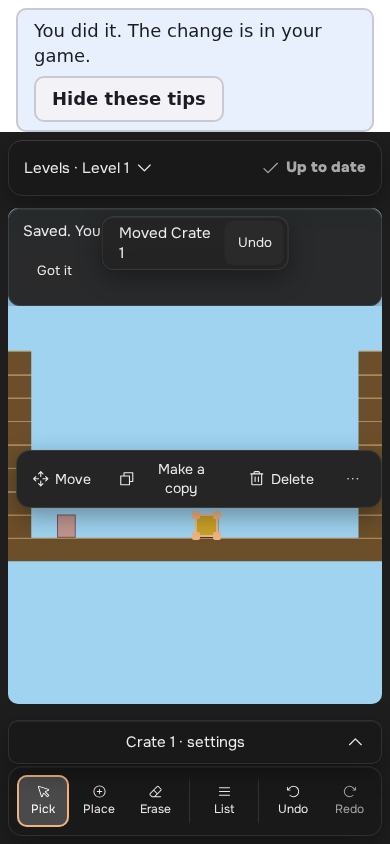 You did it. The change is in your
game.
Hide these tips
Levels · Level 1
Up to date
Saved. You
Moved Crate
1
Undo
Got it
Move
Make a
copy
Delete
Crate 1 · settings
Pick
Place
Erase
List
Undo
Redo